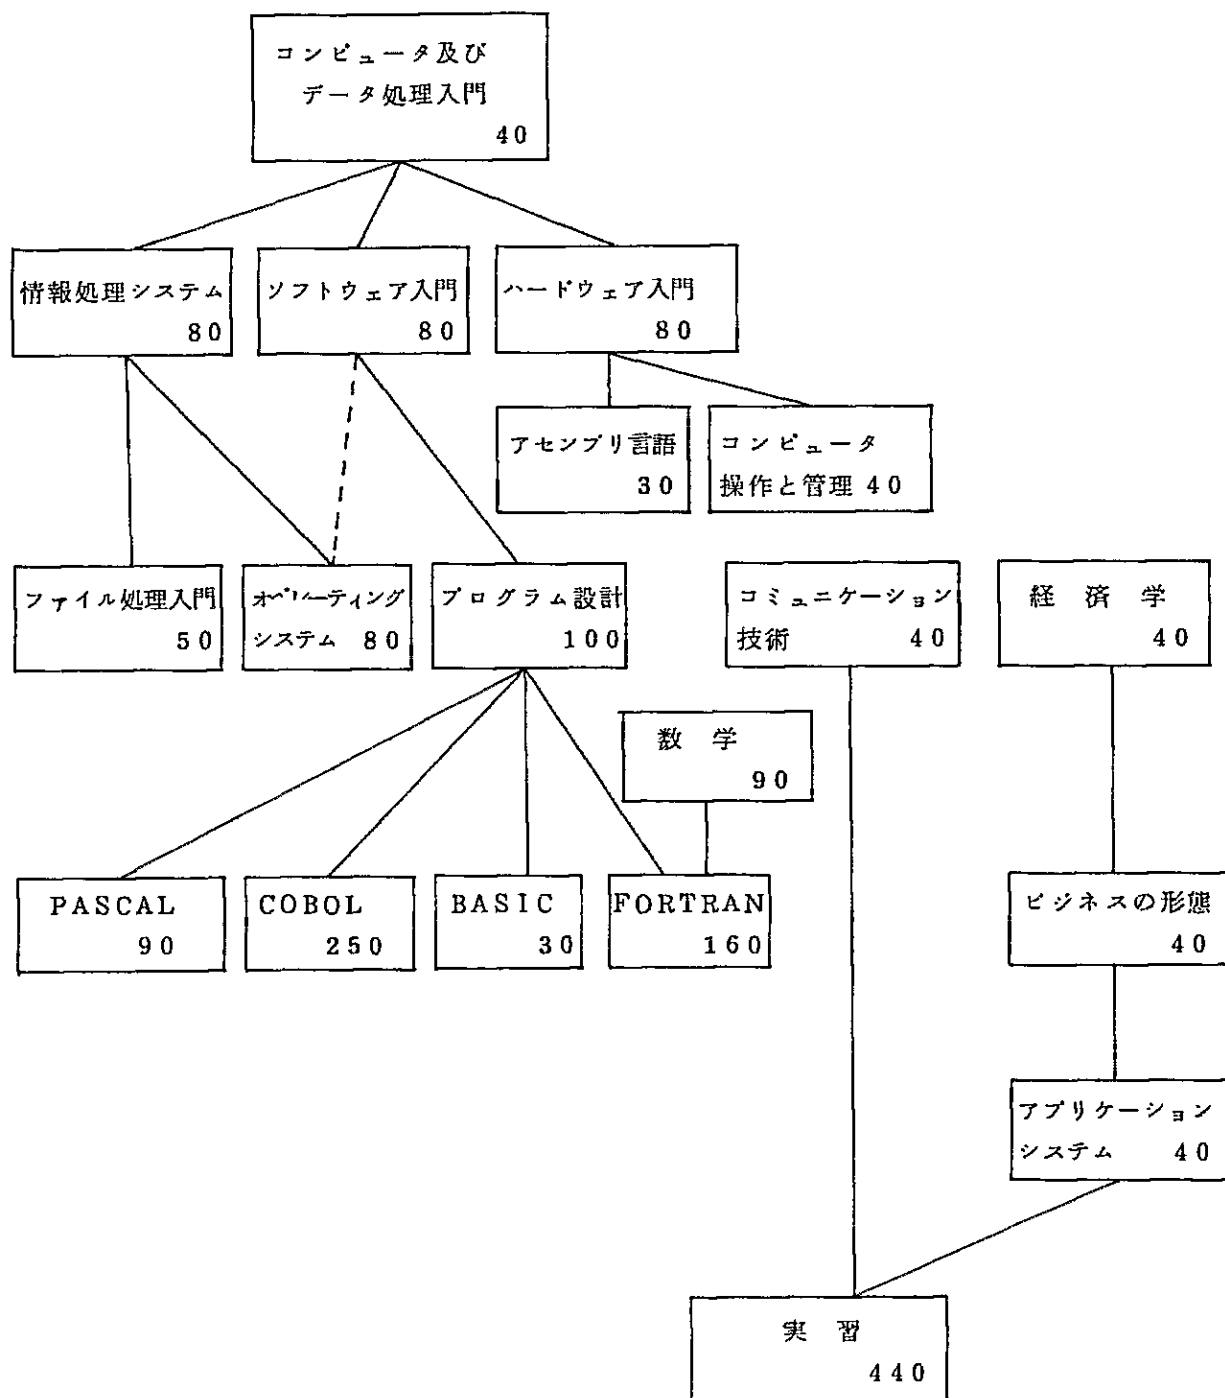 コンピュータ及び
データ処理入門
40
情報処理システム
80
ソフトウェア入門
80
ハードウェア入門
80
アセンブリ言語
30
コンピュータ
操作と管理 40
ファイル処理入門
50
オペレーティング
システム 80
プログラム設計
100
コミュニケーション
技術 40
経済学
40
数学
90
PASCAL
90
COBOL
250
BASIC
30
FORTRAN
160
ビジネスの形態
40
アプリケーション
システム 40
実習
440